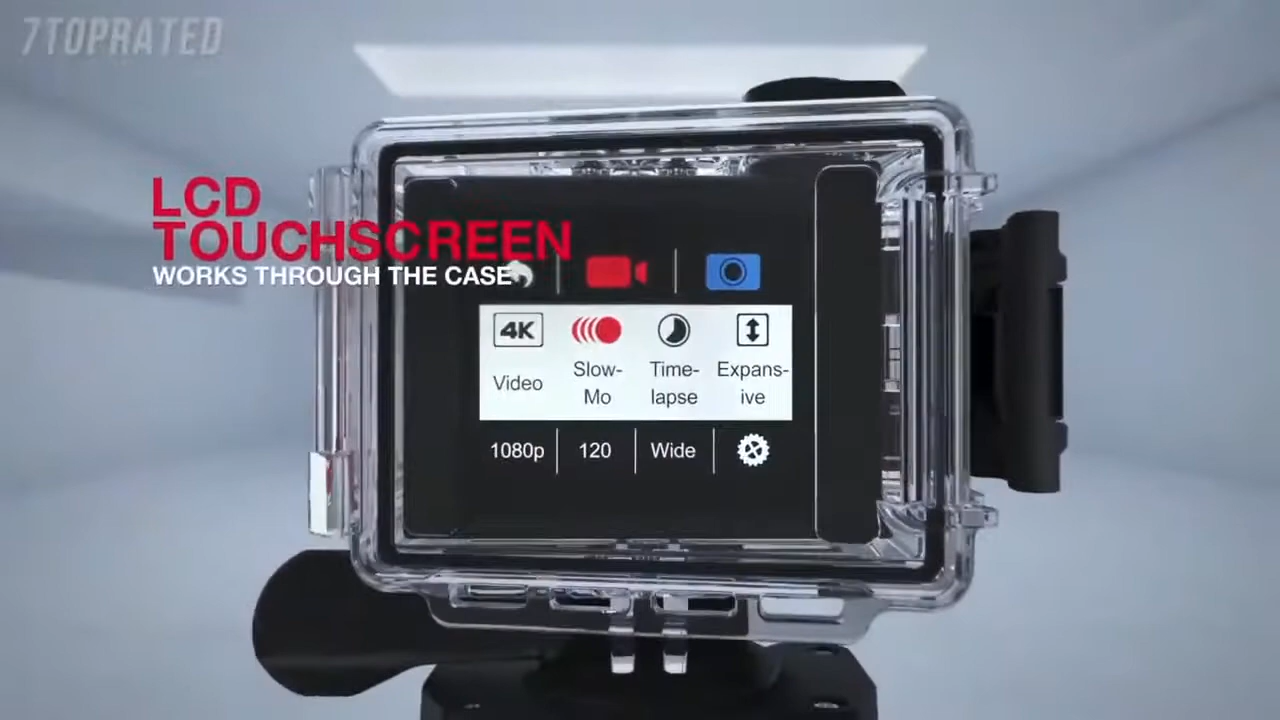 7TOPRATED
LCD
TOUCHSCREEN
WORKS THROUGH THE CASE
4K
Video
Slow-
Mo
Time-
lapse
Expans-
ive
1080p
120
Wide